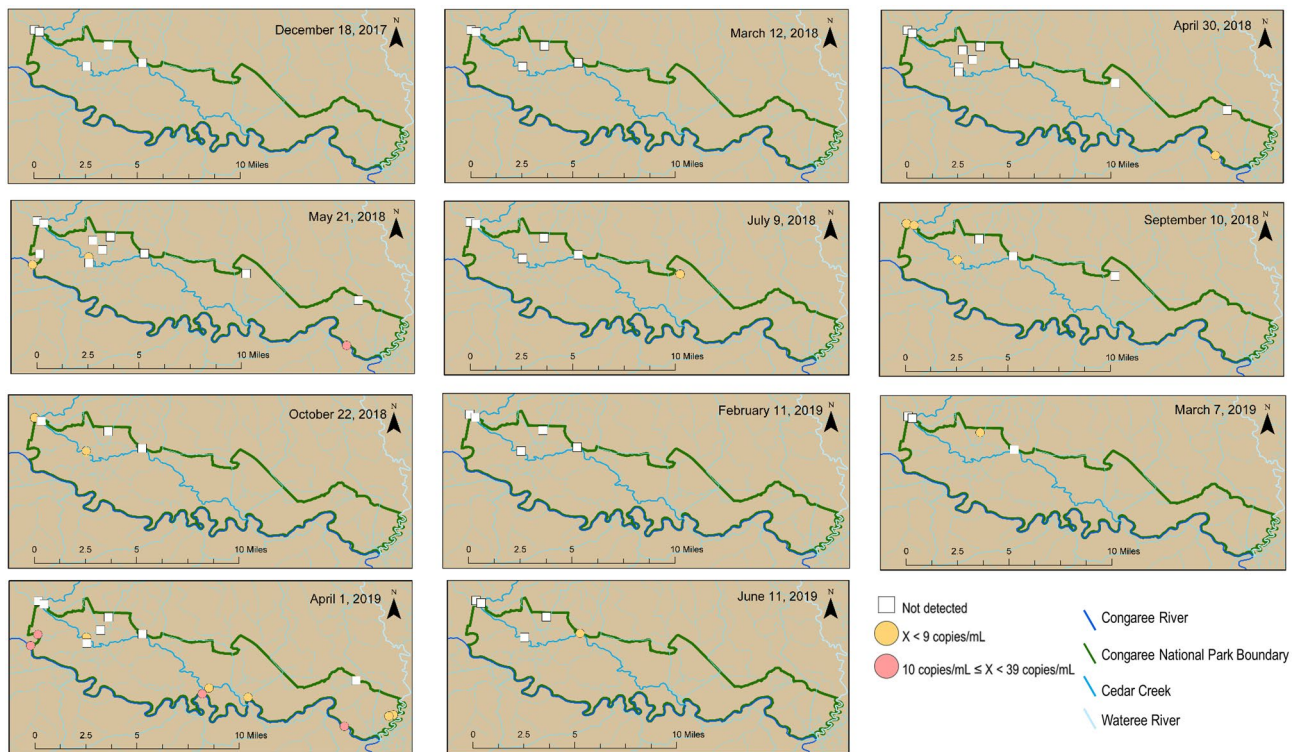 December 18, 2017
N
0 2.5 5 10 Miles
March 12, 2018
N
0 2.5 5 10 Miles
April 30, 2018
N
0 2.5 5 10 Miles
May 21, 2018
N
0 2.5 5 10 Miles
July 9, 2018
N
0 2.5 5 10 Miles
September 10, 2018
N
0 2.5 5 10 Miles
October 22, 2018
N
0 2.5 5 10 Miles
February 11, 2019
N
0 2.5 5 10 Miles
March 7, 2019
N
0 2.5 5 10 Miles
April 1, 2019
N
0 2.5 5 10 Miles
June 11, 2019
N
0 2.5 5 10 Miles
Not detected
X < 9 copies/mL
10 copies/mL ≤ X < 39 copies/mL
Congaree River
Congaree National Park Boundary
Cedar Creek
Wateree River